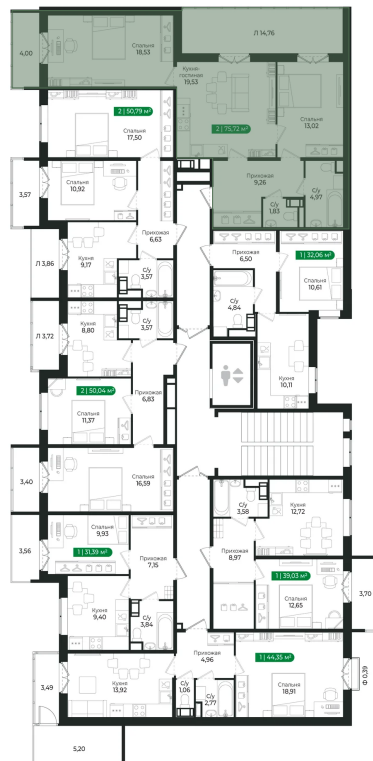 Л 14,76
4,00
Спальня
18,53
Кухня-
гостиная
19,53
Спальня
13,02
2 | 75,72 м²
2 | 50,79 м²
Спальня
17,50
9,26
Прихожая
С/у
1,83
С/у
4,97
3,57
Спальня
10,92
Прихожая
6,63
Прихожая
6,50
1 | 32,06 м²
Спальня
10,61
Л 3,86
Кухня
9,17
С/у
3,57
С/у
4,84
Л 3,72
Кухня
8,80
С/у
3,57
Кухня
10,11
2 | 50,04 м²
Спальня
11,37
Прихожая
6,83
3,40
Спальня
16,59
С/у
3,58
Кухня
12,72
3,56
Спальня
9,93
1 | 31,39 м²
Прихожая
7,15
Прихожая
8,97
1 | 39,03 м²
Спальня
12,65
3,70
Кухня
9,40
С/у
3,84
Прихожая
4,96
1 | 44,35 м²
Спальня
18,91
Ф 0,39
3,49
Кухня
13,92
С/у
1,06
С/у
2,77
5,20